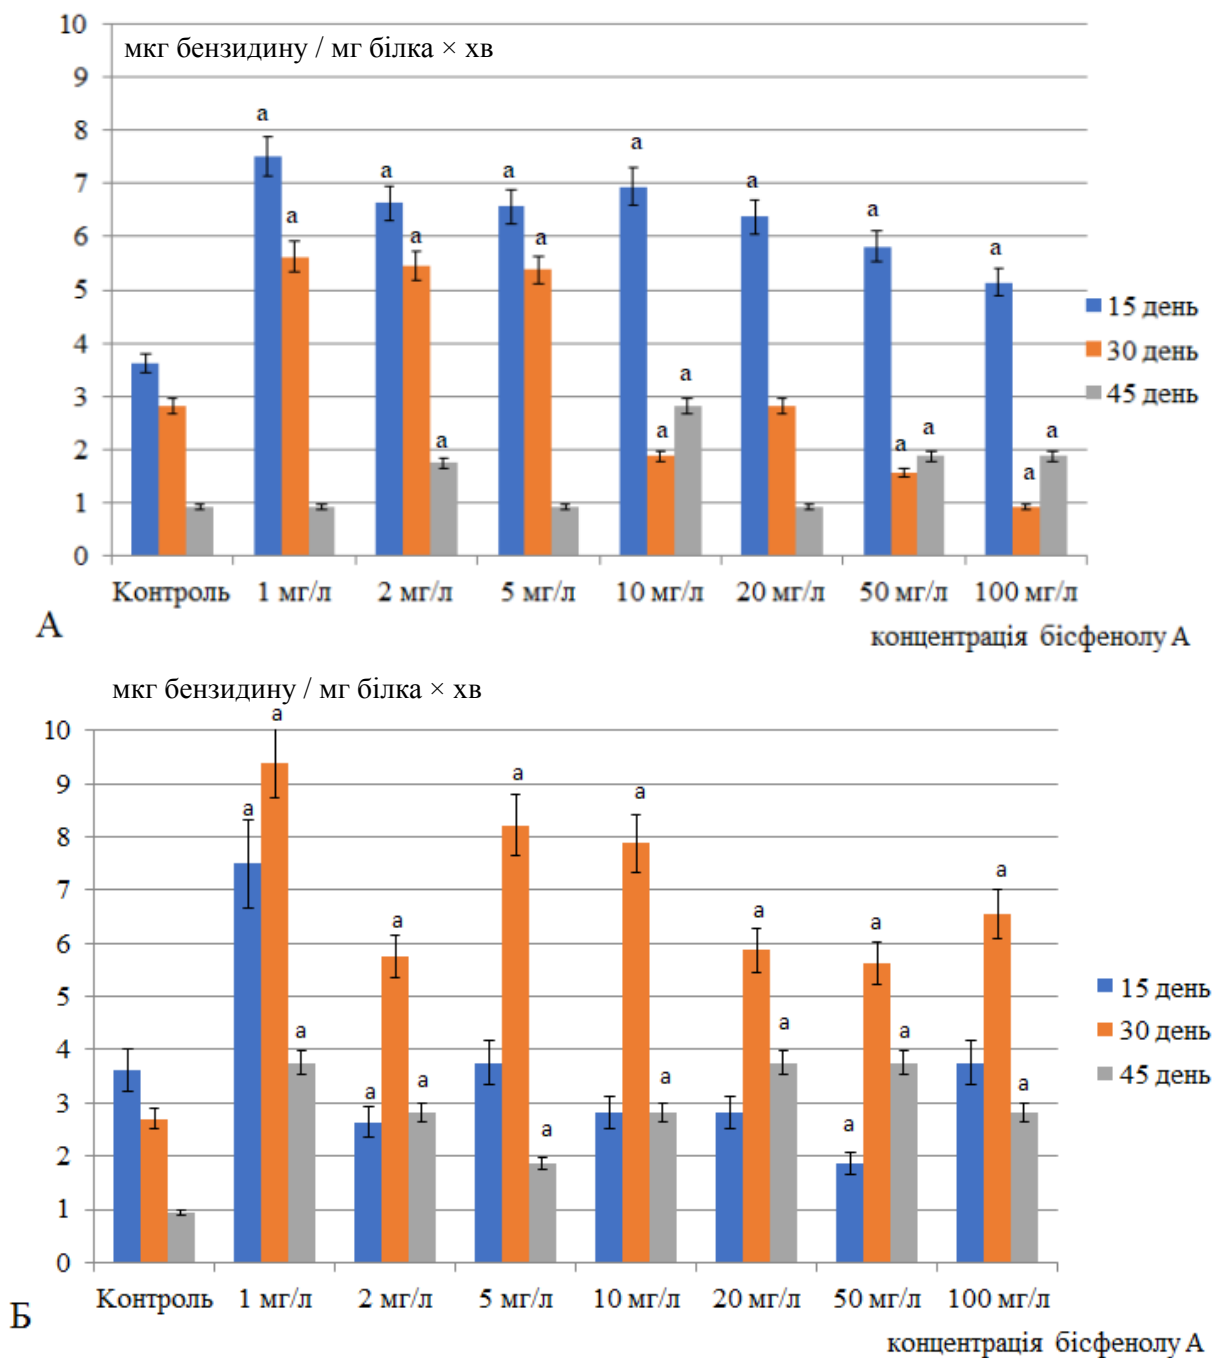 10
мкг бензидину / мг білка × хв
9
8
7
6
5
4
3
2
1
0
a a a a a a a
a a a a a a a
a a a a
15 день
30 день
45 день
Контроль 1 мг/л 2 мг/л 5 мг/л 10 мг/л 20 мг/л 50 мг/л 100 мг/л
А
концентрація бісфенолу А
мкг бензидину / мг білка × хв
10
9
8
7
6
5
4
3
2
1
0
a a a a a a a
a a a
a a a a a a a
15 день
30 день
45 день
Контроль 1 мг/л 2 мг/л 5 мг/л 10 мг/л 20 мг/л 50 мг/л 100 мг/л
Б
концентрація бісфенолу А